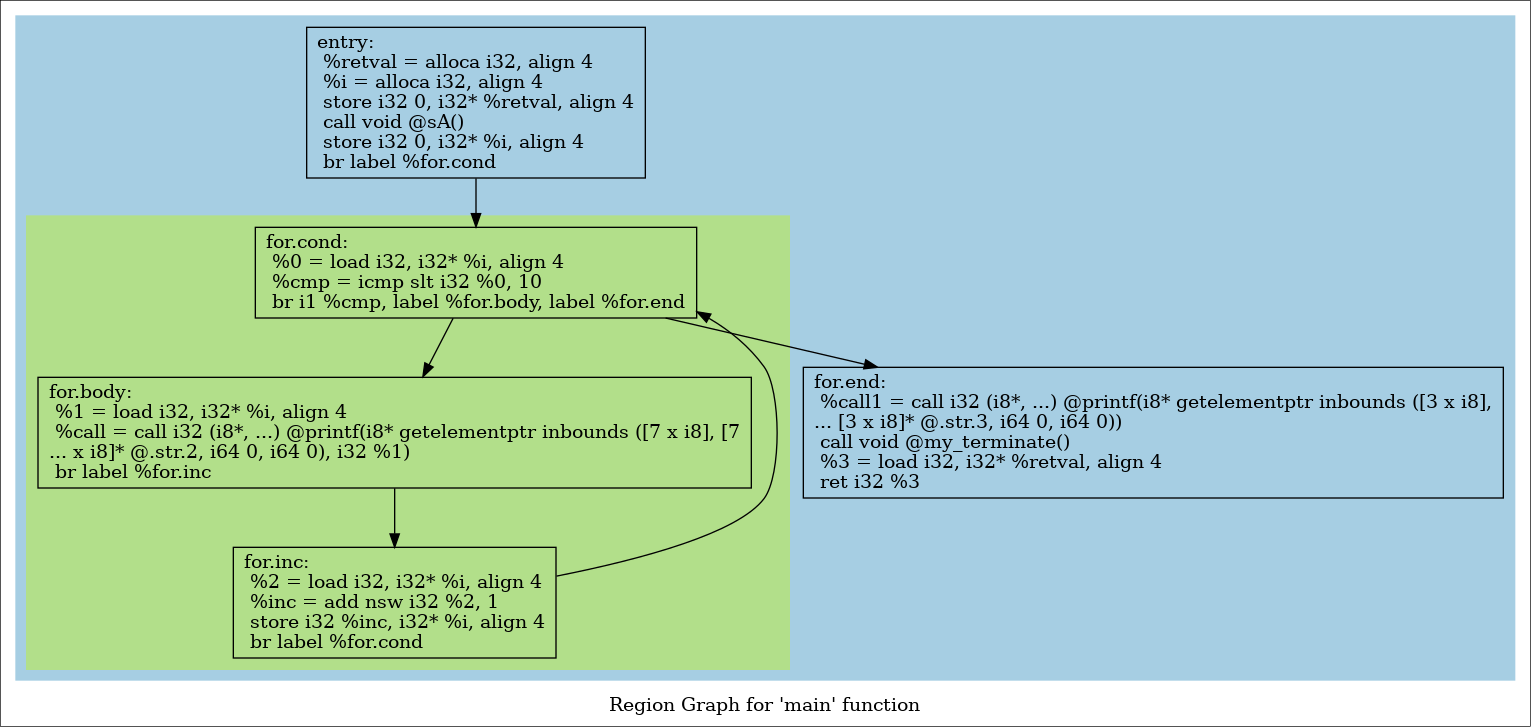 entry:
%retval = alloca i32, align 4
%i = alloca i32, align 4
store i32 0, i32* %retval, align 4
call void @sA()
store i32 0, i32* %i, align 4
br label %for.cond
for.cond:
%0 = load i32, i32* %i, align 4
%cmp = icmp slt i32 %0, 10
br i1 %cmp, label %for.body, label %for.end
for.body:
%1 = load i32, i32* %i, align 4
%call = call i32 (i8*, ...) @printf(i8* getelementptr inbounds ([7 x i8], [7
... x i8]* @.str.2, i64 0, i64 0), i32 %1)
br label %for.inc
for.end:
%call1 = call i32 (i8*, ...) @printf(i8* getelementptr inbounds ([3 x i8],
... [3 x i8]* @.str.3, i64 0, i64 0))
call void @my_terminate()
%3 = load i32, i32* %retval, align 4
ret i32 %3
for.inc:
%2 = load i32, i32* %i, align 4
%inc = add nsw i32 %2, 1
store i32 %inc, i32* %i, align 4
br label %for.cond
Region Graph for 'main' function